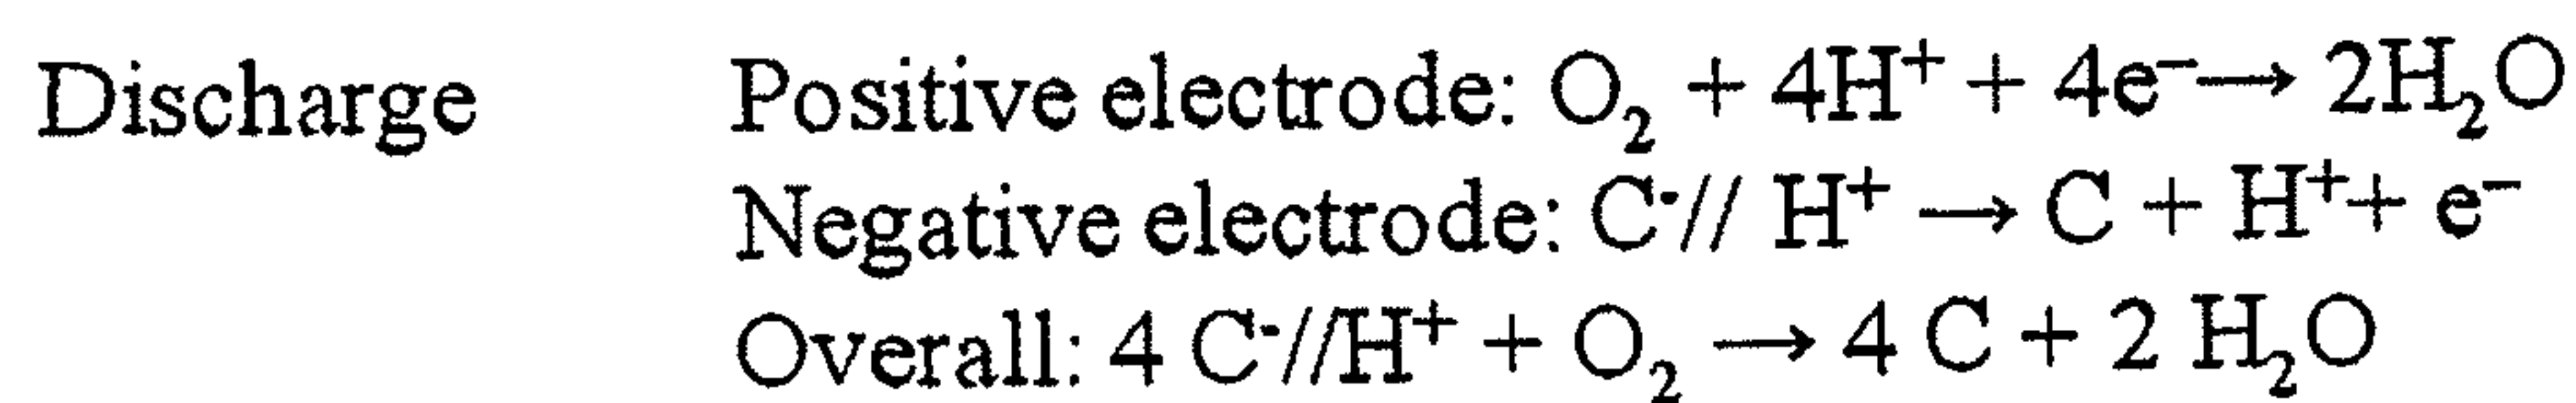 Discharge Positive electrode: O₂ + 4H⁺ + 4e⁻→ 2H₂O
Negative electrode: C⁻// H⁺ → C + H⁺+ e⁻
Overall: 4 C⁻//H⁺ + O₂ → 4 C + 2 H₂O